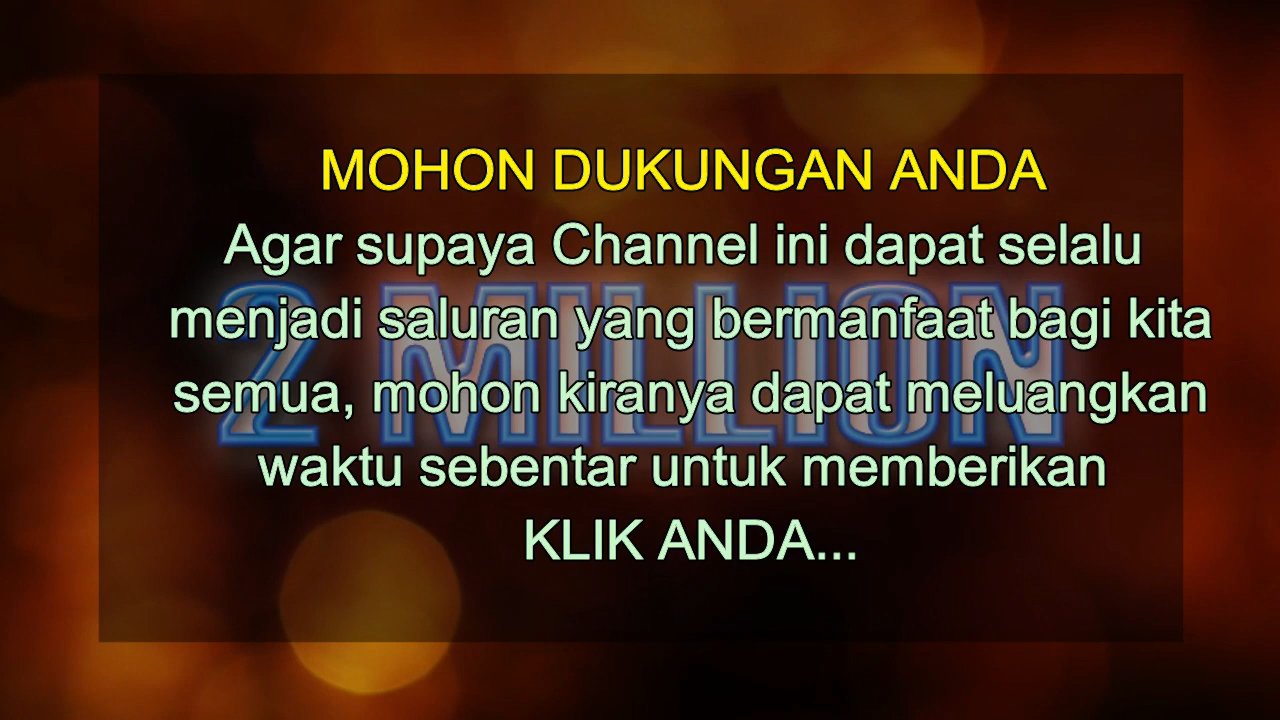 MOHON DUKUNGAN ANDA
Agar supaya Channel ini dapat selalu
menjadi saluran yang bermanfaat bagi kita
semua, mohon kiranya dapat meluangkan
waktu sebentar untuk memberikan
KLIK ANDA...
2 MILLION